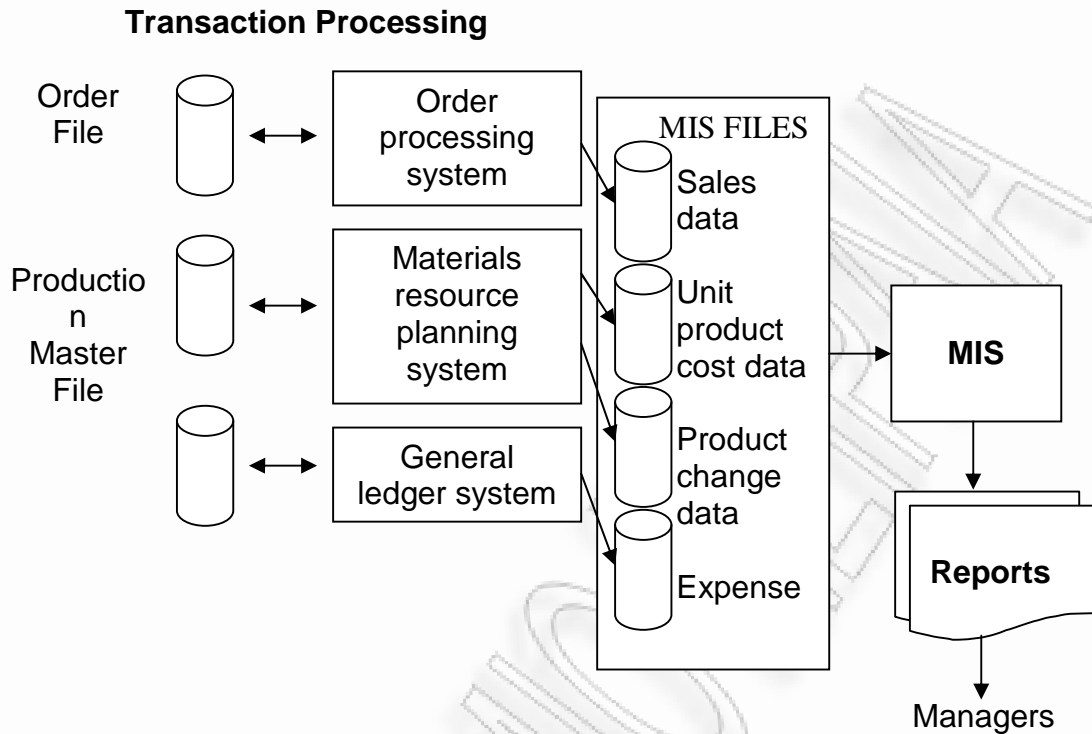 Transaction Processing
Order
File
Order
processing
system
MIS FILES
Sales
data
Productio
n
Master
File
Materials
resource
planning
system
Unit
product
cost data
MIS
General
ledger system
Product
change
data
Expense
Reports
Managers